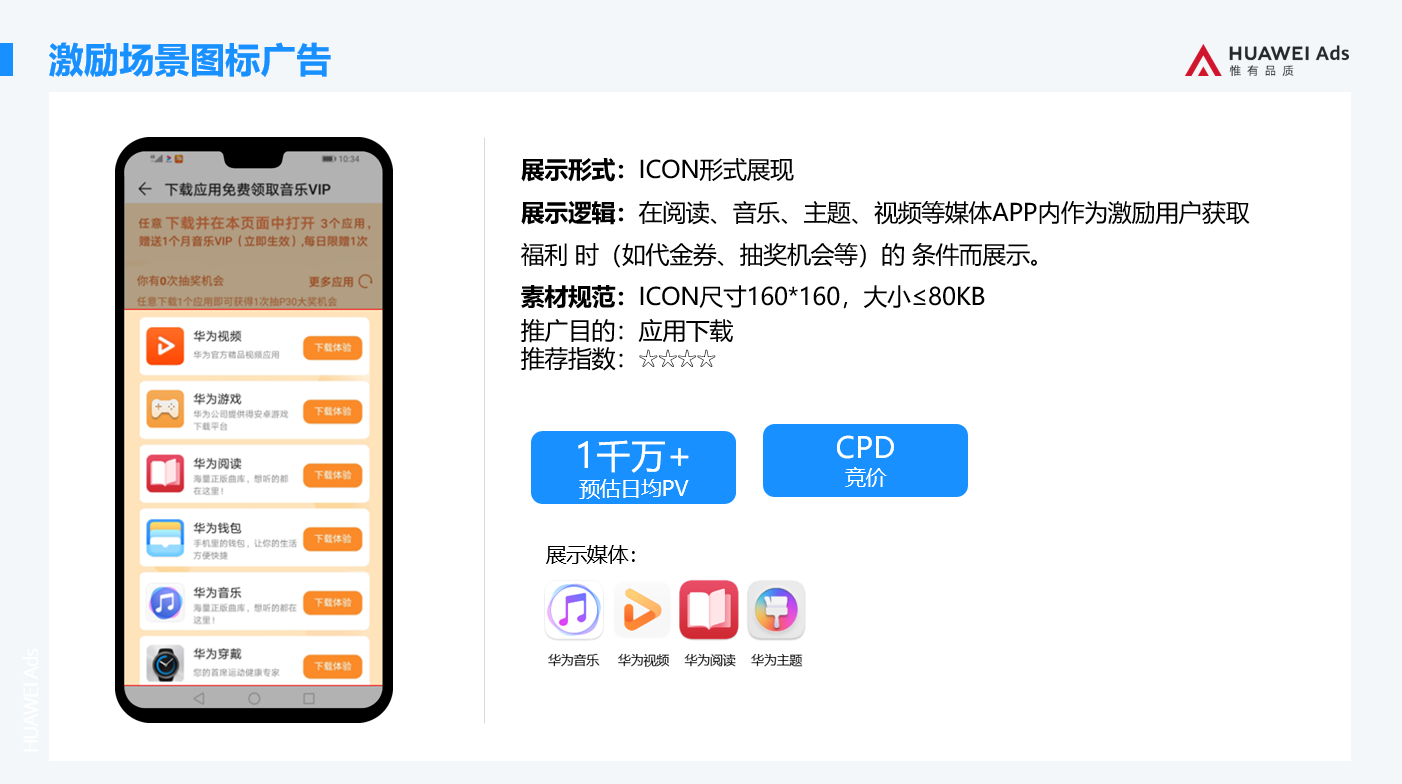 激励场景图标广告
HUAWEI Ads
惟有品质
10:34
下载应用免费领取音乐VIP
任意 下载并在本页面中打开 3个应用，
赠送1个月音乐VIP（立即生效）,每日限赠1次
你有0次抽奖机会
更多应用
任意下载1个应用即可获得1次抽P30大奖机会
华为视频
华为官方精品视频应用
下载体验
华为游戏
华为公司提供得安卓游戏
下载平台
下载体验
华为阅读
海量正版曲库，想听的都
在这里！
下载体验
华为钱包
手机里的钱包，让你的生活
方便快捷
下载体验
华为音乐
海量正版曲库，想听的都在
这里！
下载体验
华为穿戴
您的首席运动健康专家
下载体验
展示形式：ICON形式展现
展示逻辑：在阅读、音乐、主题、视频等媒体APP内作为激励用户获取
福利 时（如代金券、抽奖机会等）的 条件而展示。
素材规范：ICON尺寸160*160，大小≤80KB
推广目的：应用下载
推荐指数：☆☆☆☆
1千万+
预估日均PV
CPD
竞价
展示媒体：
华为音乐
华为视频
华为阅读
华为主题
HUAWEI Ads